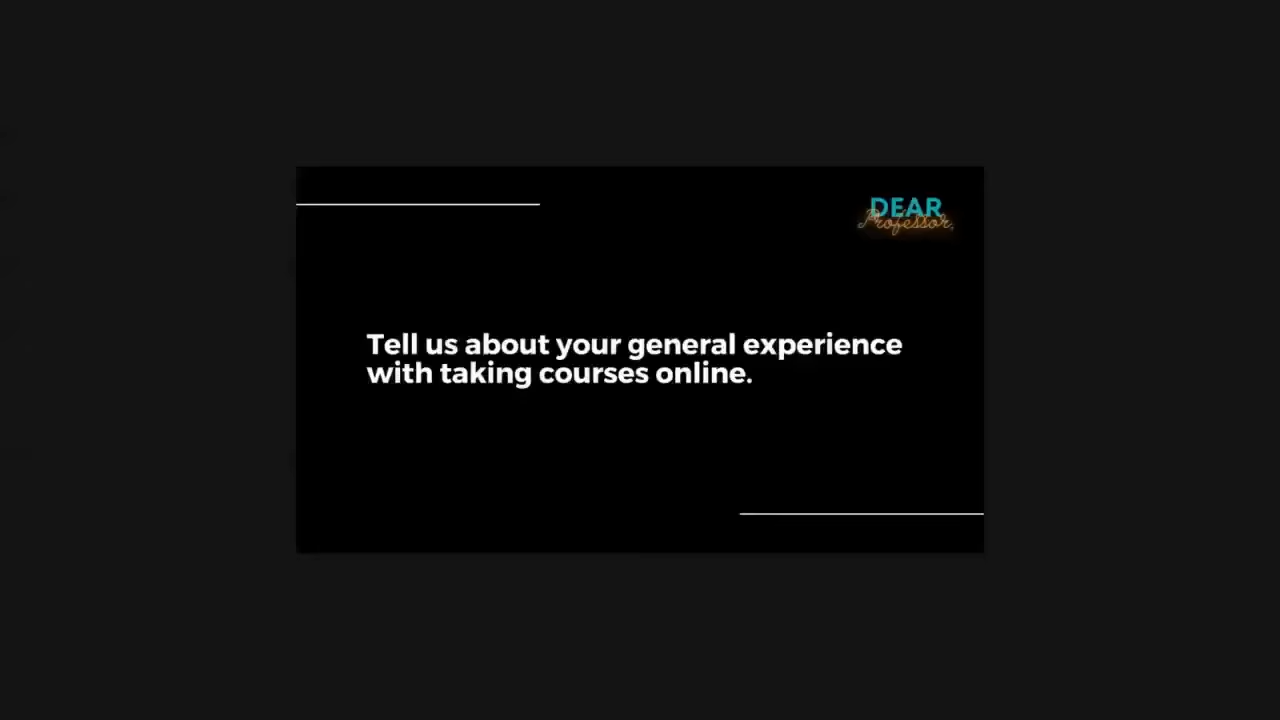 DEAR
Professor,
Tell us about your general experience
with taking courses online.